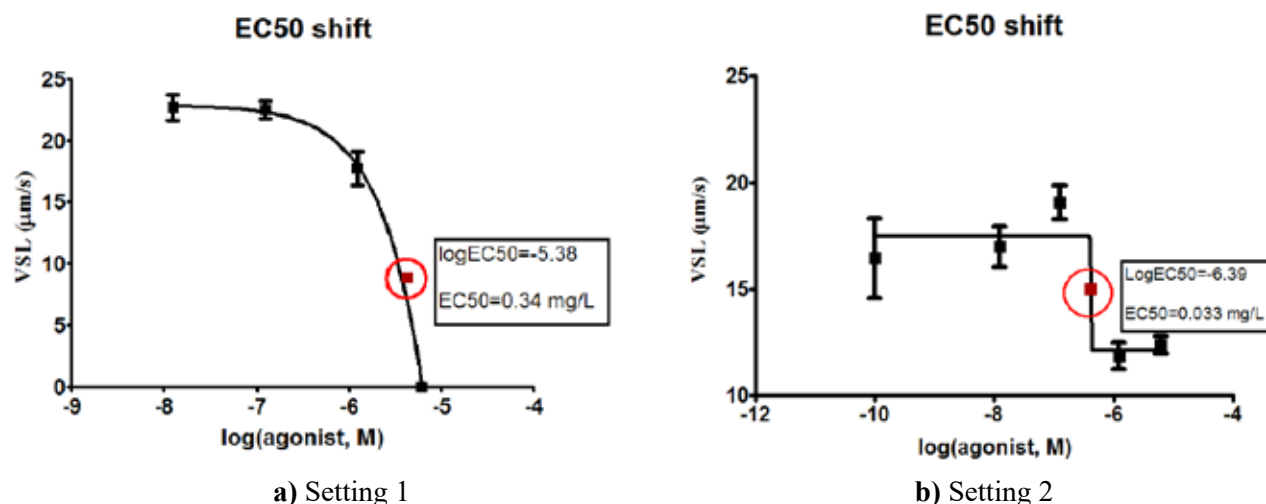 EC50 shift
25
20
15
10
5
0
VSL (μm/s)
logEC50=-5.38
EC50=0.34 mg/L
-9 -8 -7 -6 -5 -4
log(agonist, M)
a) Setting 1
EC50 shift
25
20
15
10
VSL (μm/s)
LogEC50=-6.39
EC50=0.033 mg/L
-12 -10 -8 -6 -4
log(agonist, M)
b) Setting 2